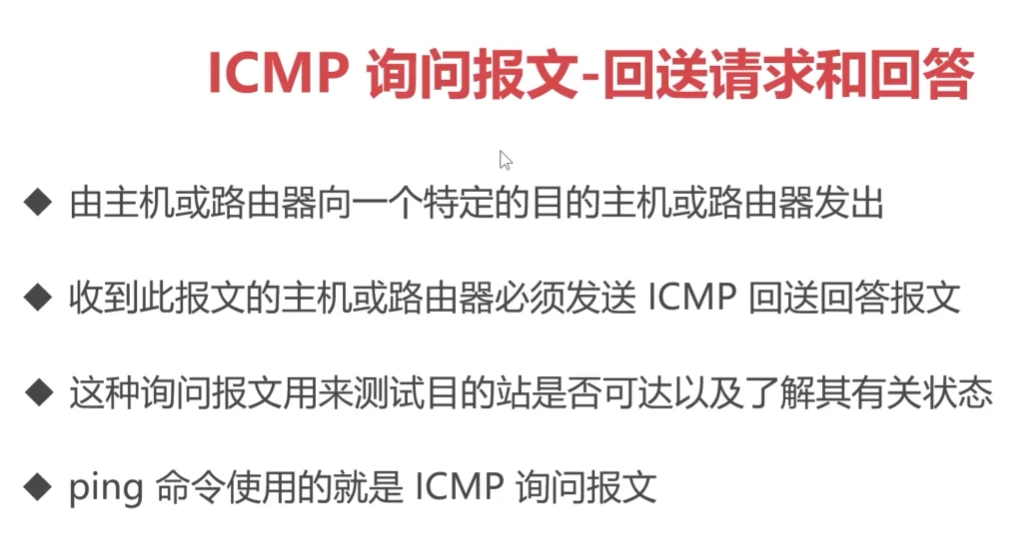 ICMP 询问报文-回送请求和回答
◆ 由主机或路由器向一个特定的目的主机或路由器发出
◆ 收到此报文的主机或路由器必须发送 ICMP 回送回答报文
◆ 这种询问报文用来测试目的站是否可达以及了解其有关状态
◆ ping 命令使用的就是 ICMP 询问报文